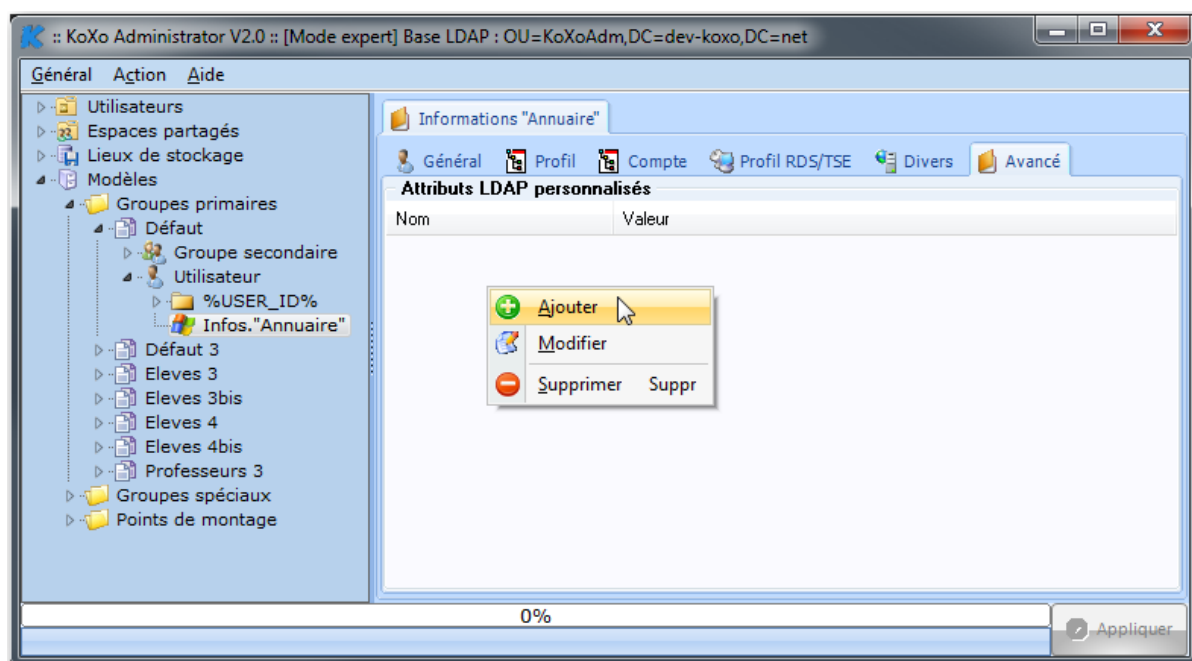 :: KoXo Administrator V2.0 :: [Mode expert] Base LDAP : OU=KoXoAdm,DC=dev-koxo,DC=net
Général Action Aide
Utilisateurs
Espaces partagés
Lieux de stockage
Modèles
Groupes primaires
Défaut
Groupe secondaire
Utilisateur
%USER_ID%
Infos."Annuaire"
Défaut 3
Eleves 3
Eleves 3bis
Eleves 4
Eleves 4bis
Professeurs 3
Groupes spéciaux
Points de montage
Informations "Annuaire"
Général Profil Compte Profil RDS/TSE Divers Avancé
Attributs LDAP personnalisés
Nom Valeur
Ajouter
Modifier
Supprimer Suppr
0%
Appliquer